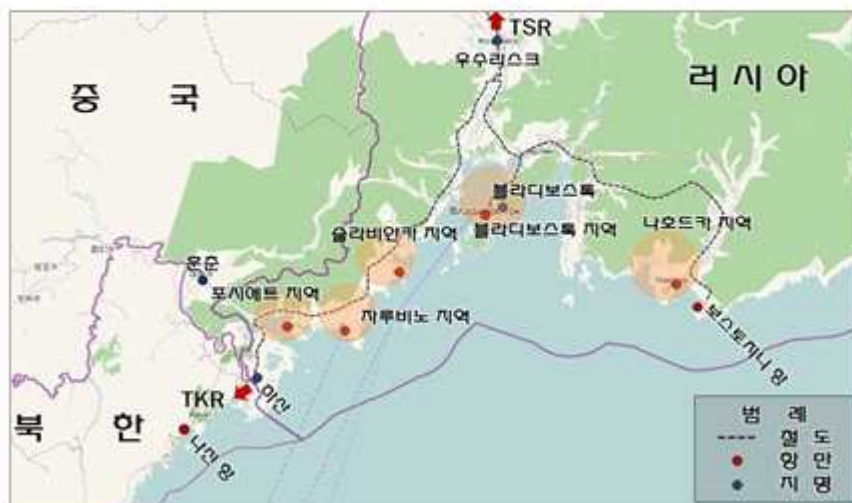 TSR
우수리스크
러 시 아
중 국
블라디보스톡
블라디보스톡 지역
슬라비얀카 지역
나호드카 지역
훈춘
포시에트 지역
자루비노 지역
보스토치니 항
하산
TKR
북 한
나진 항
범 례
철 도
항 만
지 명